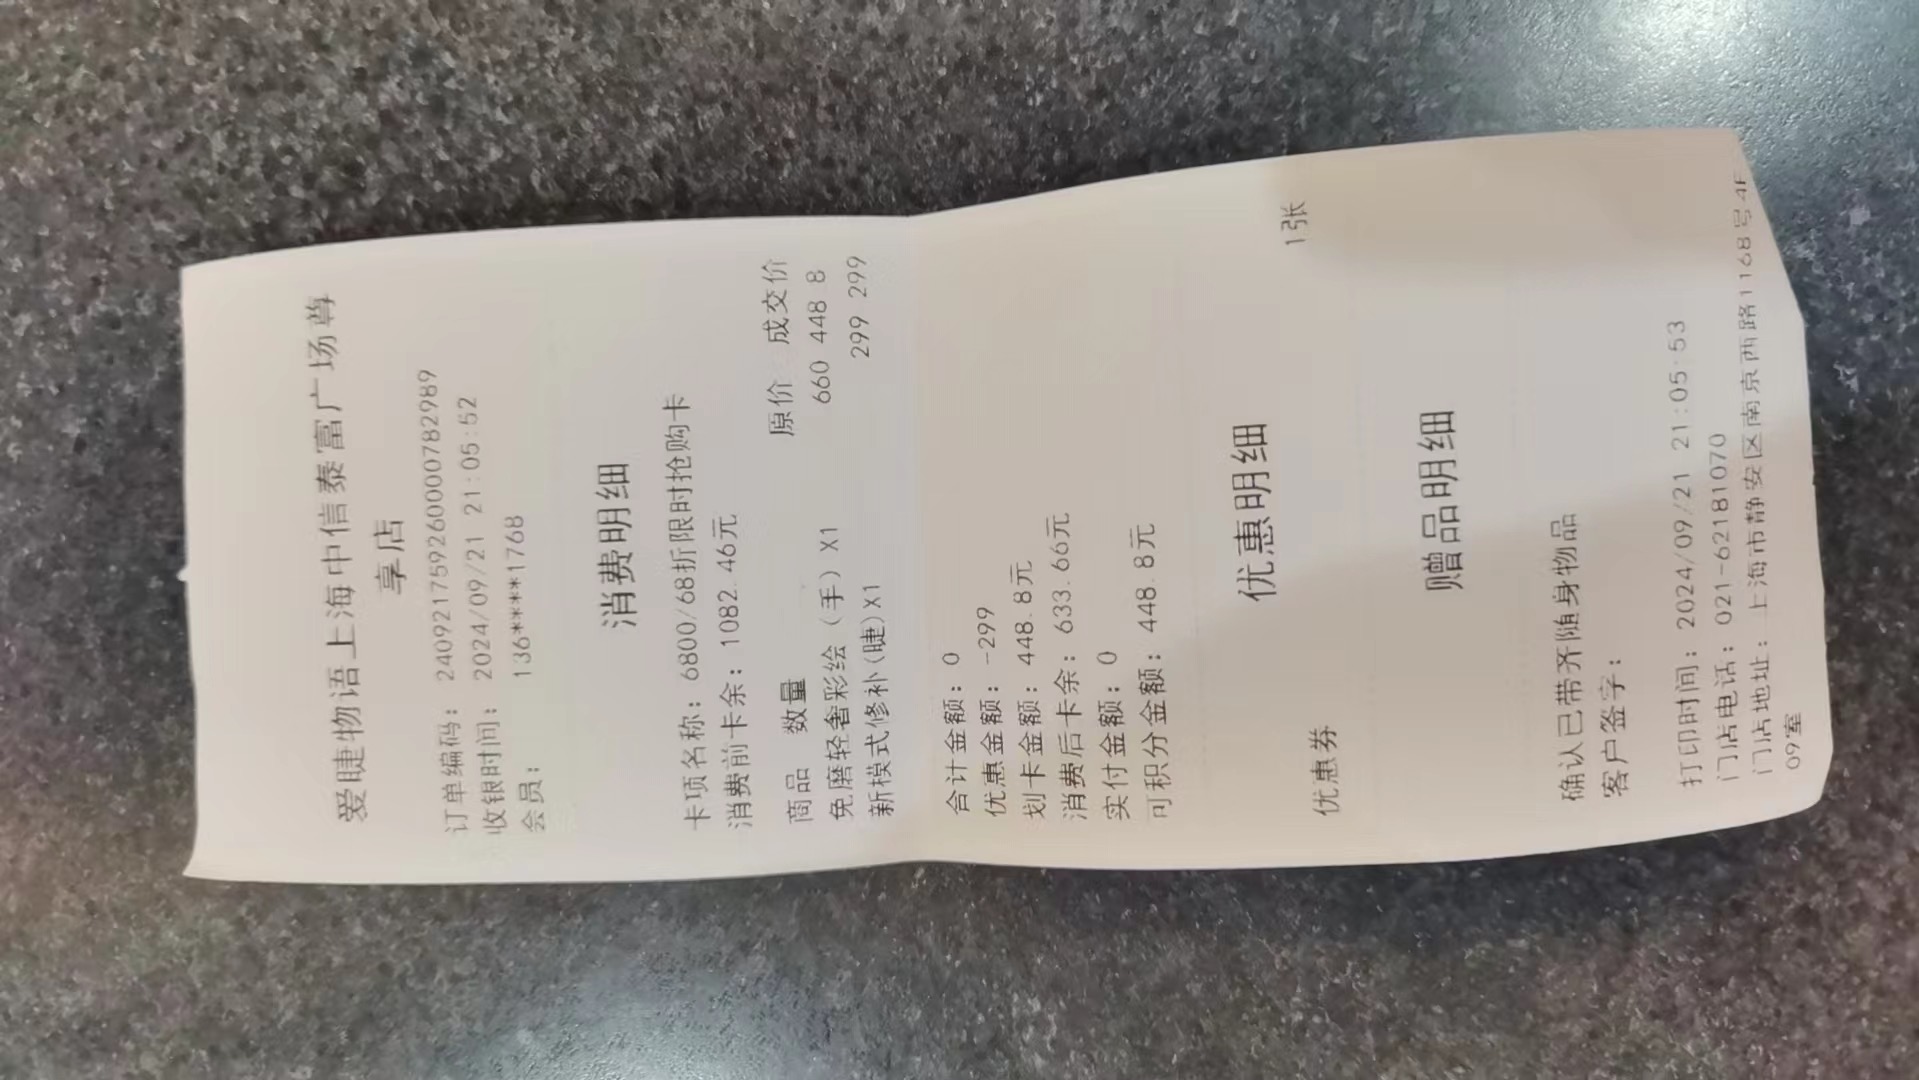 爱睫物语上海中信泰富广场尊
享店
订单编码：2409217592600000782989
收银时间：2024/09/21 21:05:52
会员：136*****1768
消费明细
卡项名称：6800/68折限时抢购卡
消费前卡余：1082.46元
商品 数量 原价 成交价
免磨轻奢彩绘（手）X1 660 448 8
新模式修补（睫）X1 299 299
合计金额：0
优惠金额：-299
划卡金额：448.8元
消费后卡余：633.66元
实付金额：0
可积分金额：448.8元
优惠明细
优惠券 1张
赠品明细
确认已带齐随身物品
客户签字：
打印时间：2024/09/21 21:05:53
门店电话：021-62181070
门店地址：上海市静安区南京西路1168号4F
09室